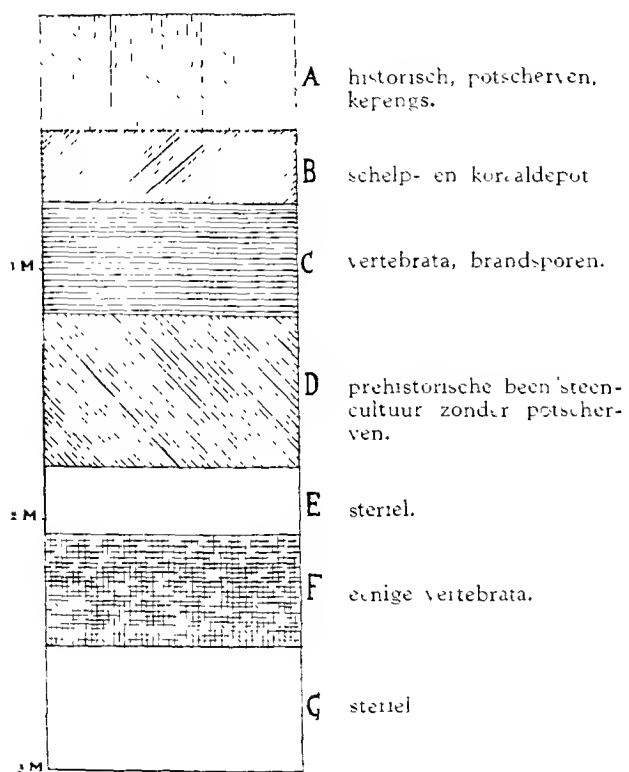 A historisch, potscherven,
kepengs.
B schelp- en koraaldepot
1 M C vertebrata, brandsporen.
D prehistorische been/steen-
cultuur zonder potscher-
ven.
2 M E steriel.
F eenige vertebrata.
G steriel
3 M